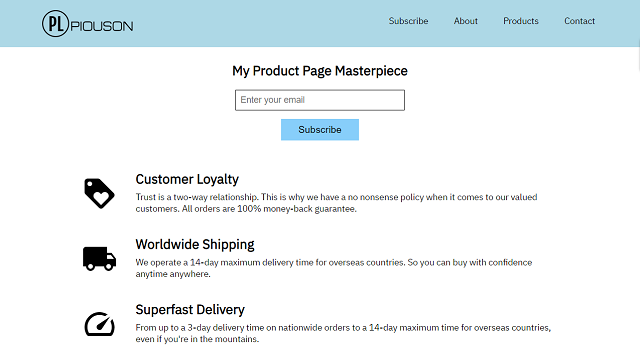 PL PIOUSON
Subscribe About Products Contact
My Product Page Masterpiece
Enter your email
Subscribe
Customer Loyalty
Trust is a two-way relationship. This is why we have a no nonsense policy when it comes to our valued
customers. All orders are 100% money-back guarantee.
Worldwide Shipping
We operate a 14-day maximum delivery time for overseas countries. So you can buy with confidence
anytime anywhere.
Superfast Delivery
From up to a 3-day delivery time on nationwide orders to a 14-day maximum time for overseas countries,
even if you're in the mountains.